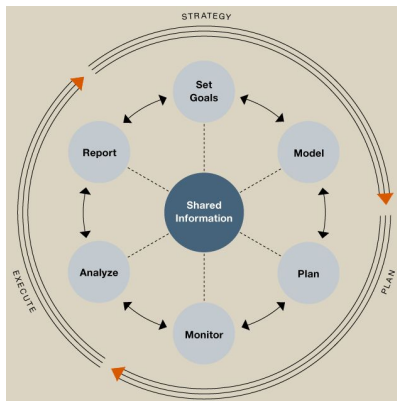 STRATEGY
Set
Goals
Report
Model
Shared
Information
Analyze
Plan
Monitor
EXECUTE
PLAN